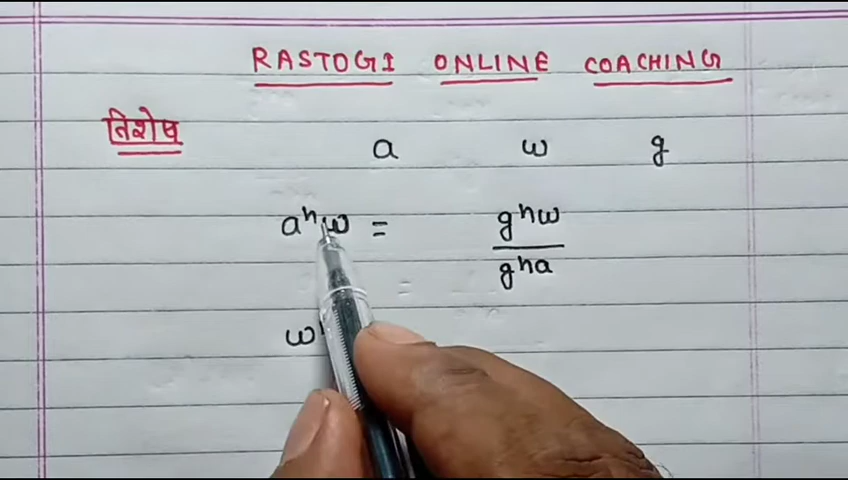 RASTOGI ONLINE COACHING
विशेष
a ω g
aⁿω = gⁿω
gⁿa
=
ω